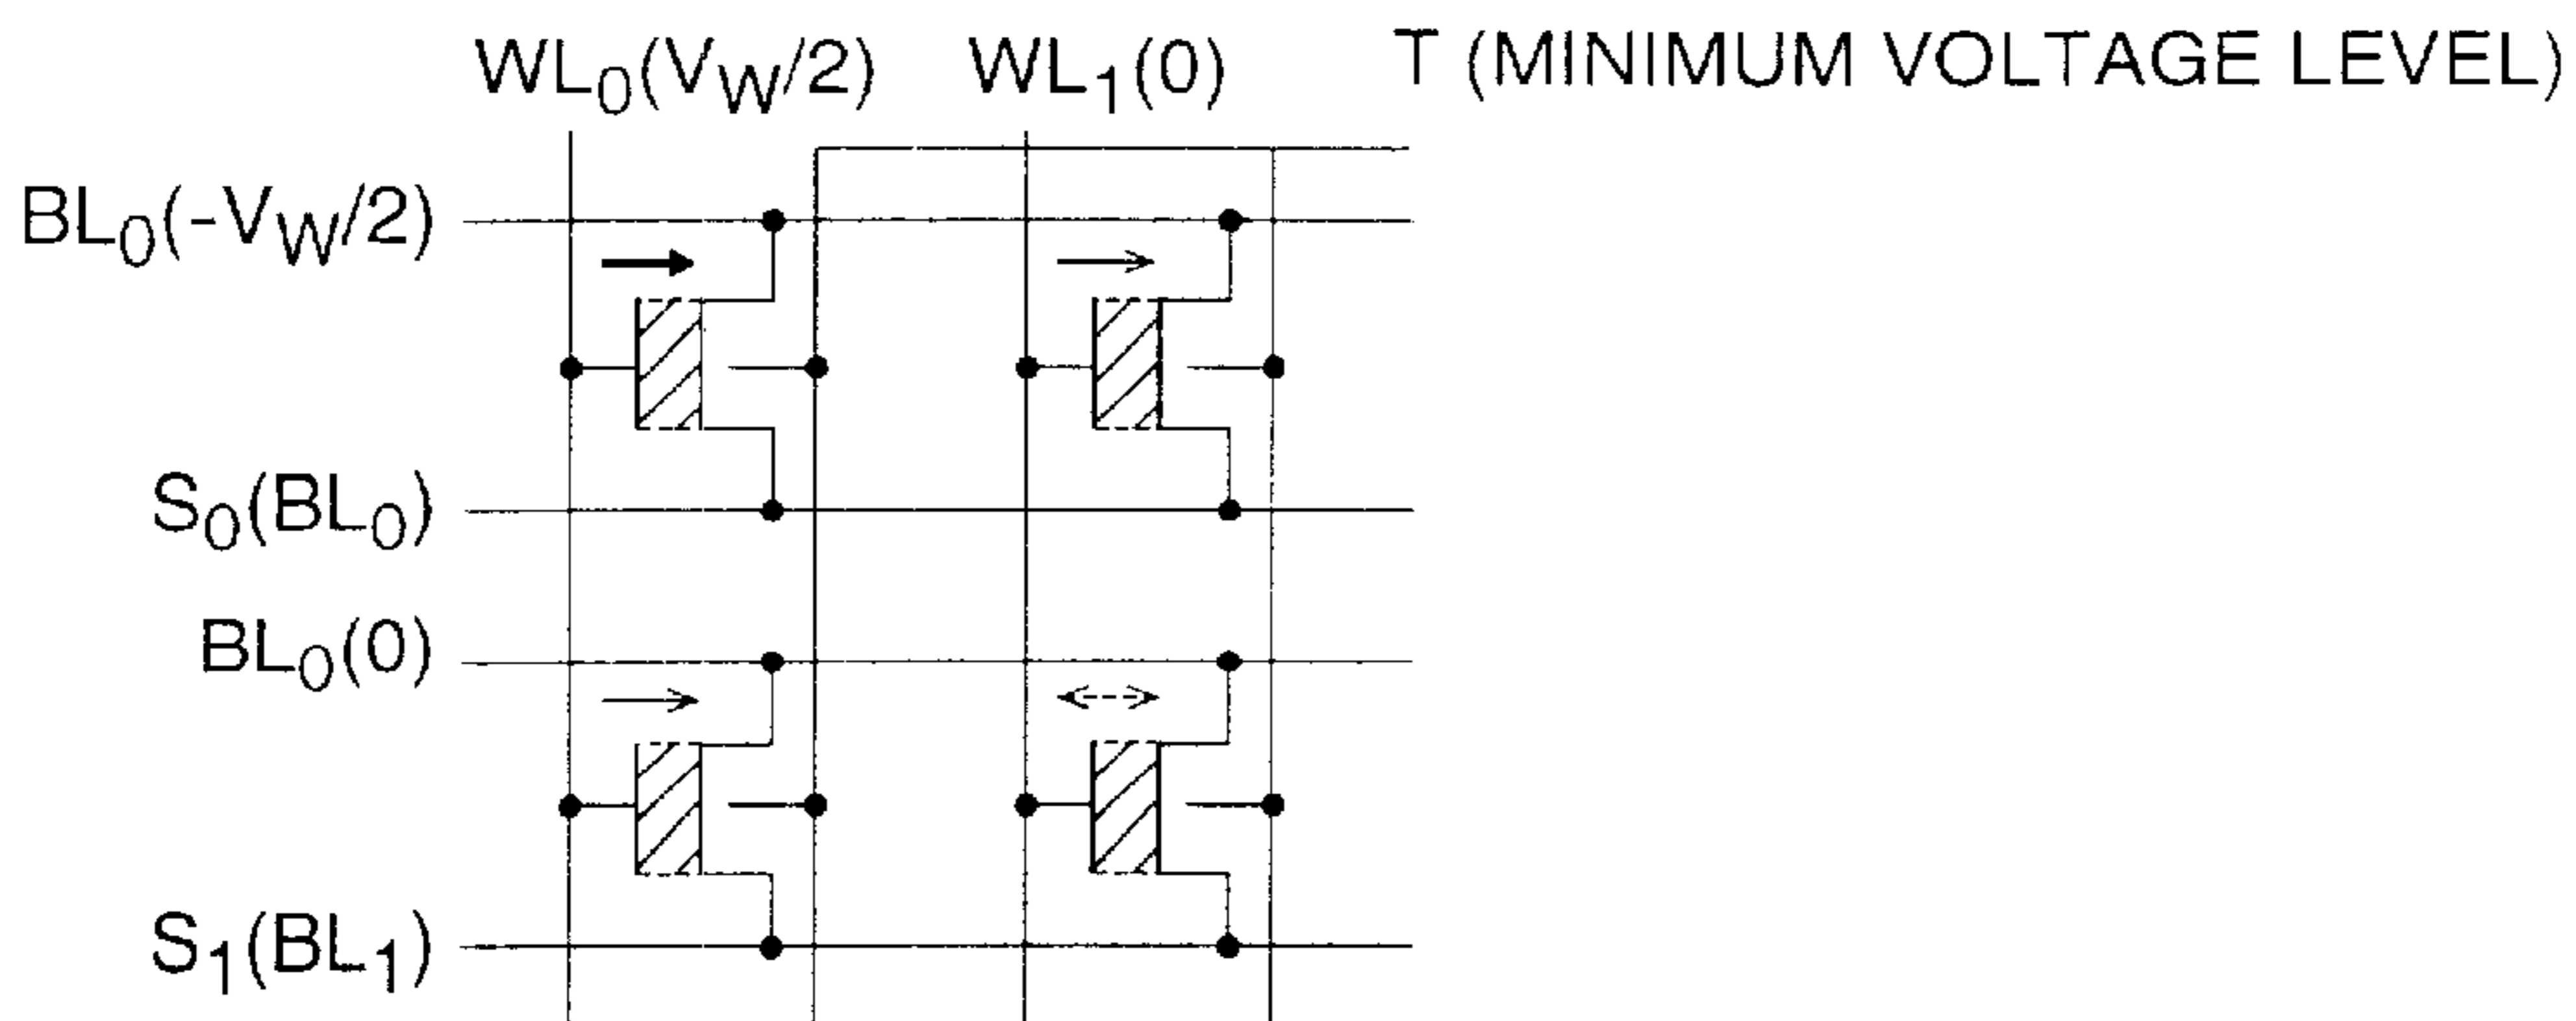 WL0(VW/2) WL1(0) T (MINIMUM VOLTAGE LEVEL)
BL0(-VW/2)
S0(BL0)
BL0(0)
S1(BL1)